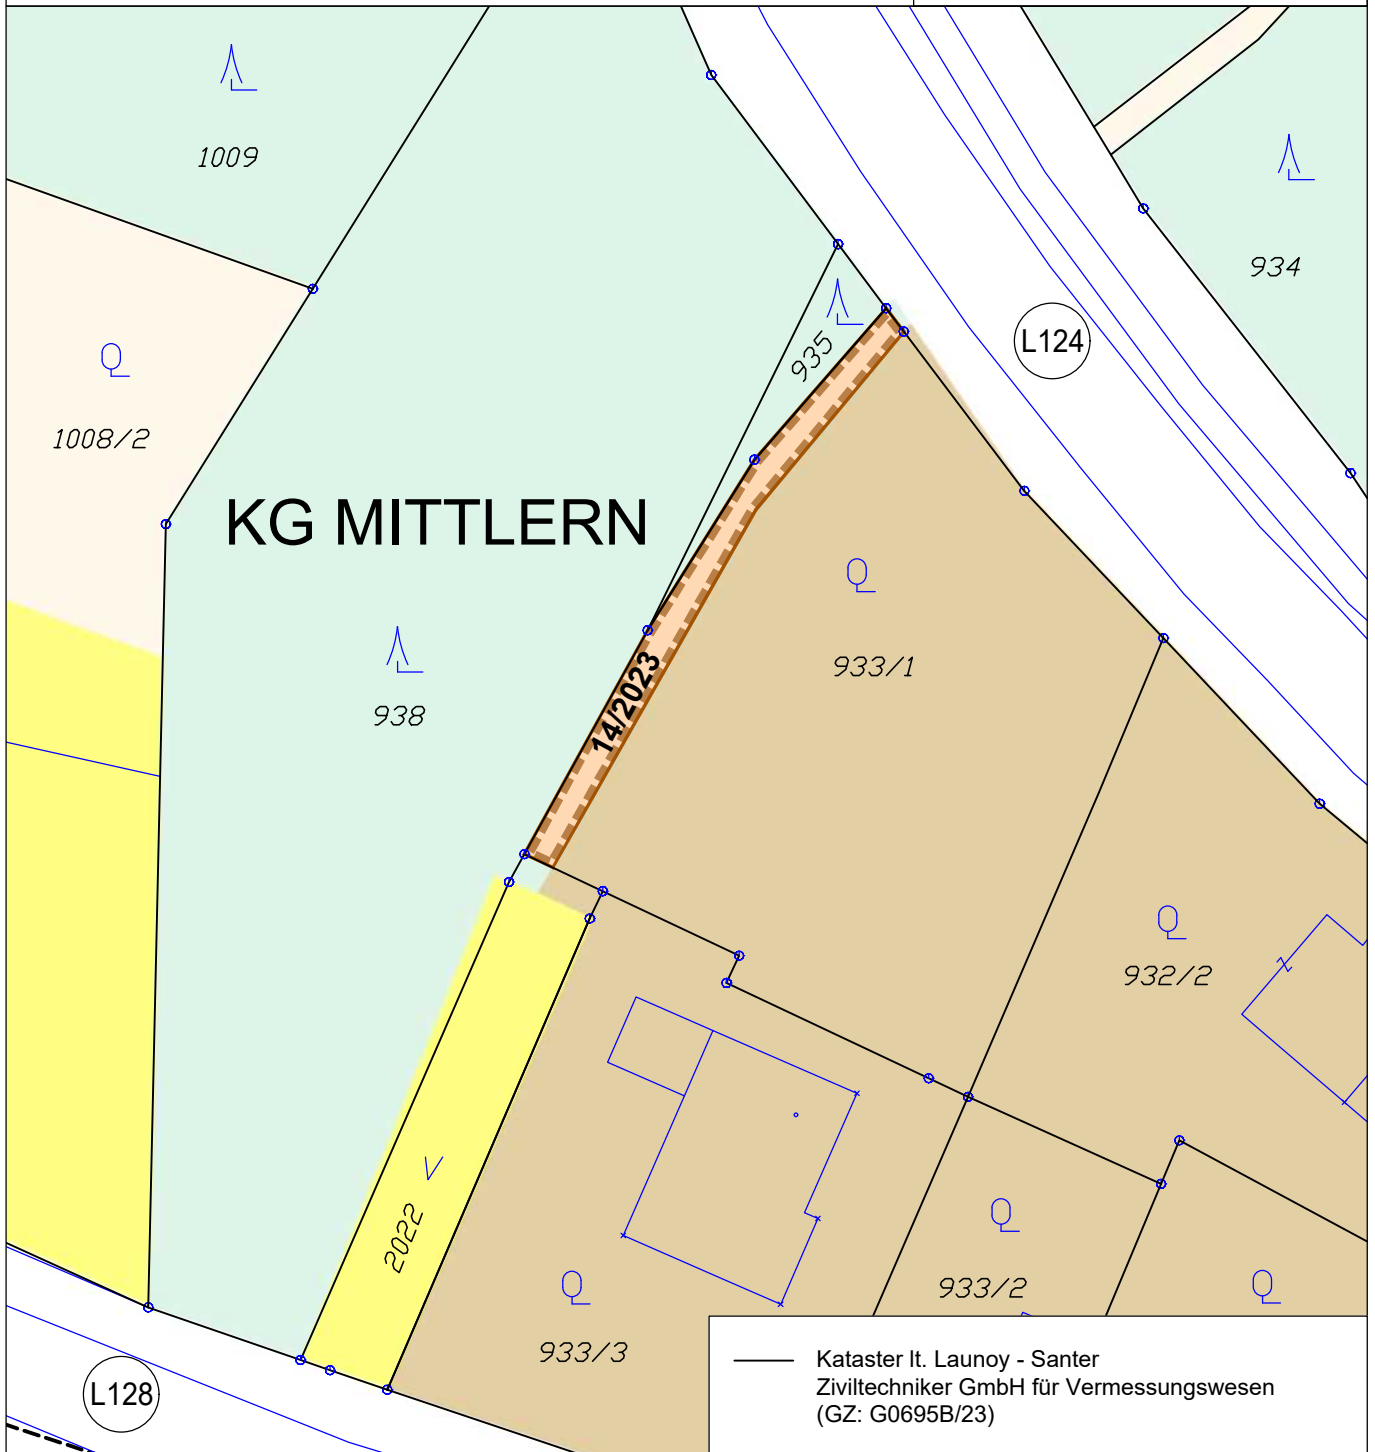 1009
934
935
L124
1008/2
KG MITTLERN
933/1
14/2023
938
932/2
2022
933/2
933/3
L128
Kataster lt. Launoy - Santer
Ziviltechniker GmbH für Vermessungswesen
(GZ: G0695B/23)